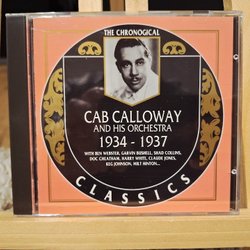 THE CHRONOGICAL
CAB CALLOWAY
AND HIS ORCHESTRA
1934 - 1937
WITH BEN WEBSTER, GARVIN BUSHELL, SHAD COLLINS,
DOC CHEATHAM, HARRY WHITE, CLAUDE JONES,
KEG JOHNSON, MILT HINTON...
CLASSICS